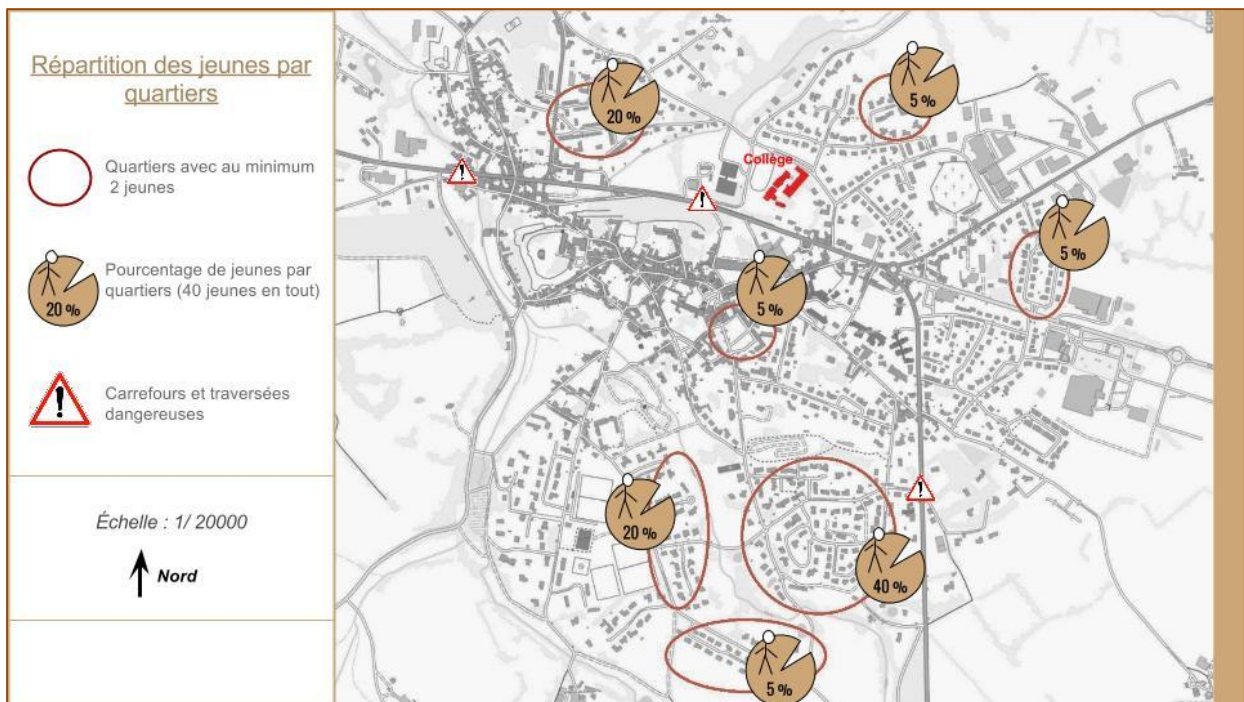 Répartition des jeunes par
quartiers
Quartiers avec au minimum
2 jeunes
20 %
Pourcentage de jeunes par
quartiers (40 jeunes en tout)
!
Carrefours et traversées
dangereuses
Échelle : 1/ 20000
Nord
20 %
5 %
!
Collège
!
5 %
5 %
20 %
!
40 %
5 %